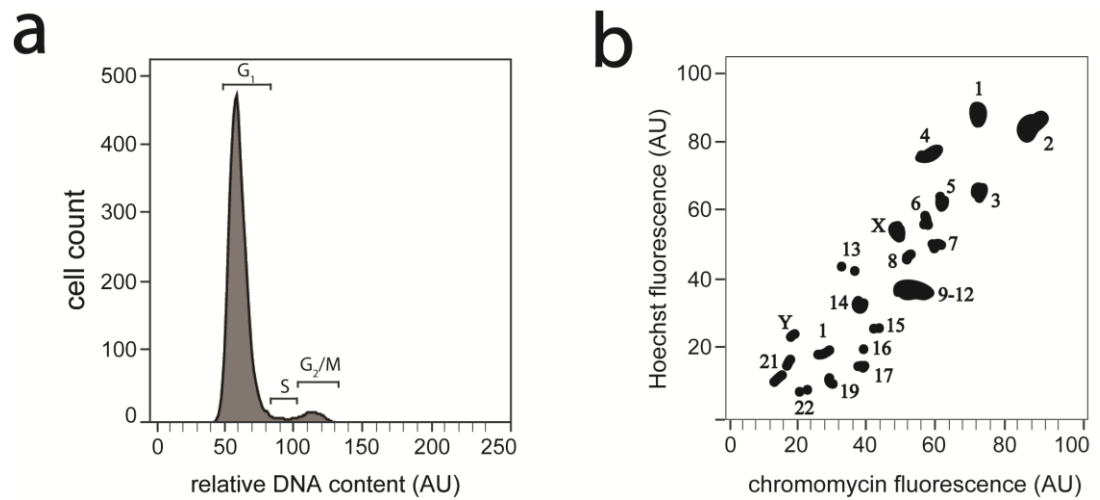 a
500
400
300
200
100
0
cell count
G1
S
G2/M
0 50 100 150 200 250
relative DNA content (AU)
b
100
80
60
40
20
Hoechst fluorescence (AU)
1
2
4
3
5
6
X
7
8
13
9-12
14
15
Y
1
16
21
17
19
22
0 20 40 60 80 100
chromomycin fluorescence (AU)